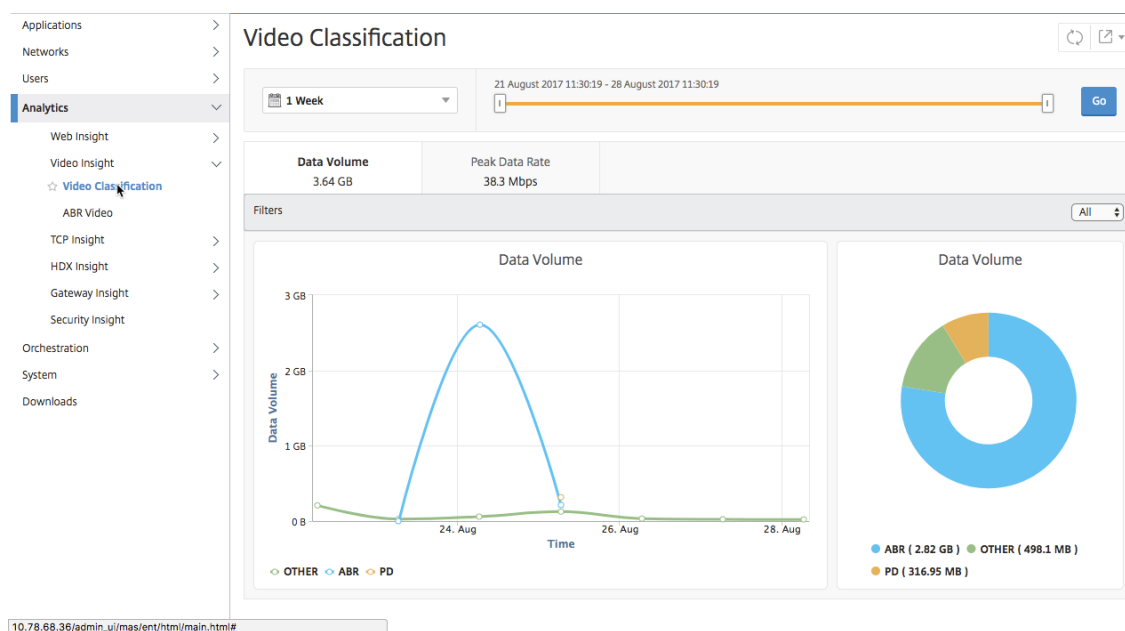 Applications
Networks
Users
Analytics
Web Insight
Video Insight
Video Classification
ABR Video
TCP Insight
HDX Insight
Gateway Insight
Security Insight
Orchestration
System
Downloads
Video Classification
1 Week
21 August 2017 11:30:19 - 28 August 2017 11:30:19
Go
Data Volume
3.64 GB
Peak Data Rate
38.3 Mbps
Filters
All
Data Volume
3 GB
2 GB
1 GB
0 B
Data Volume
24. Aug
26. Aug
28. Aug
Time
OTHER ABR PD
Data Volume
ABR ( 2.82 GB ) OTHER ( 498.1 MB )
PD ( 316.95 MB )
10.78.68.36/admin_ui/mas/ent/html/main.html#